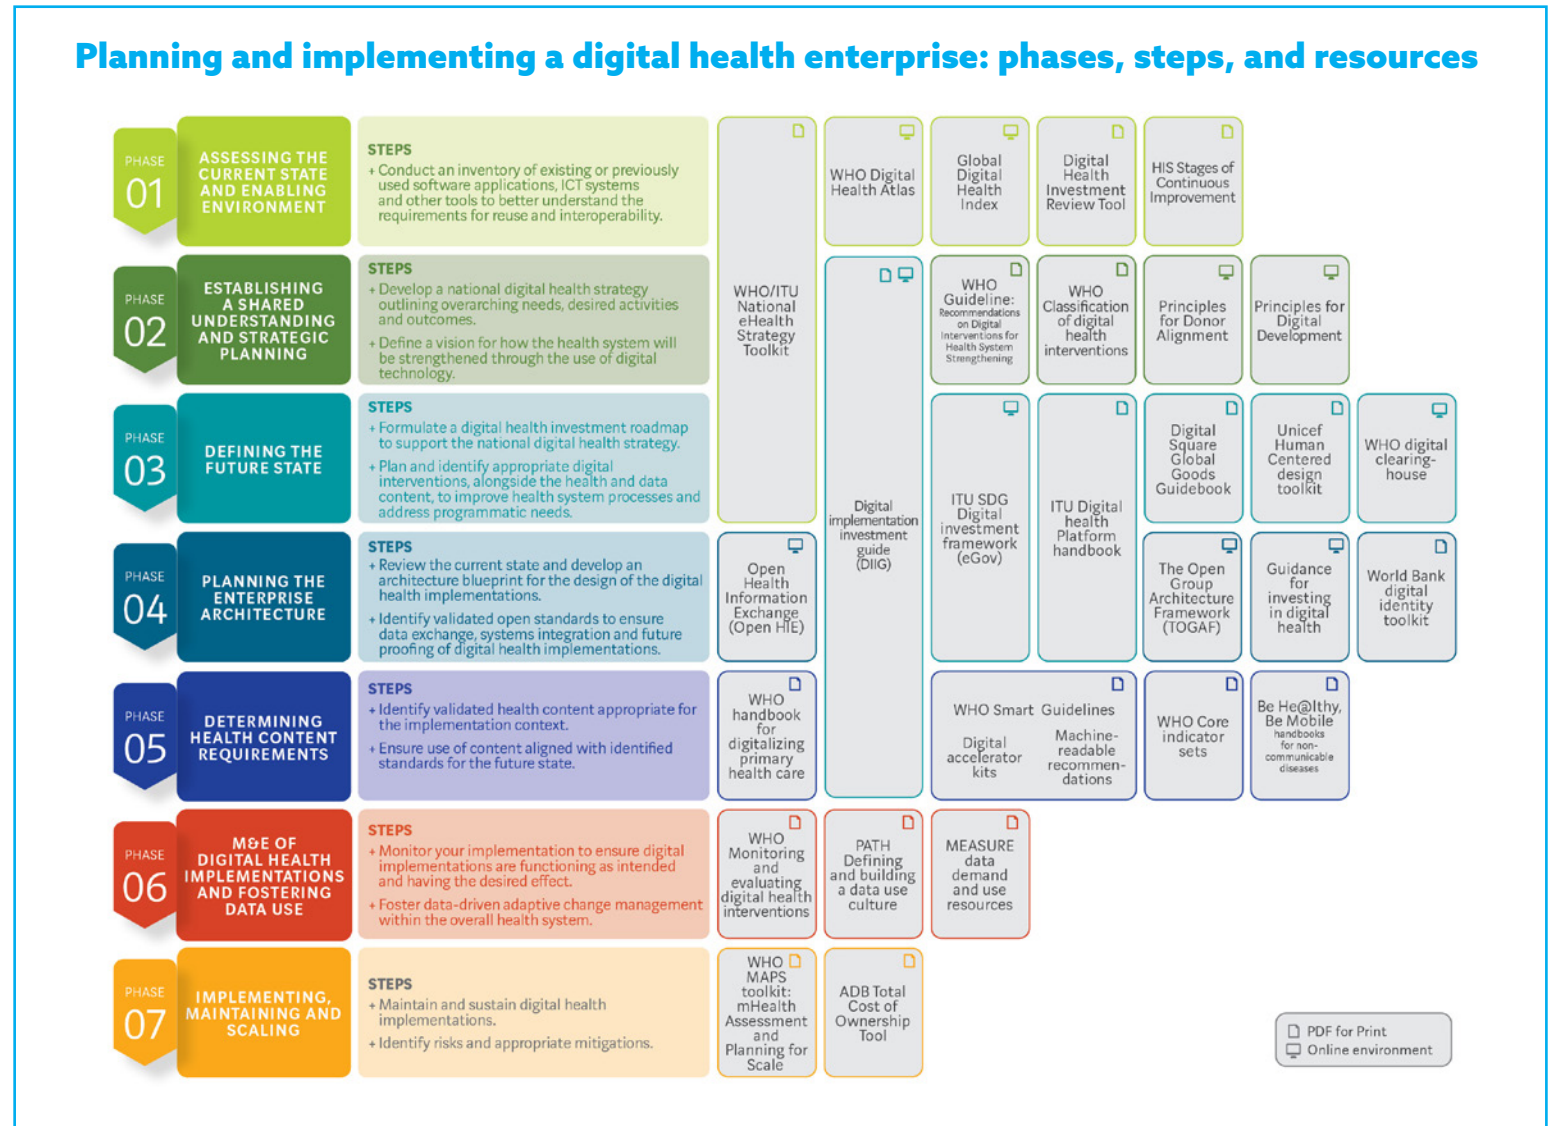 Planning and implementing a digital health enterprise: phases, steps, and resources
PHASE
01
ASSESSING THE
CURRENT STATE
AND ENABLING
ENVIRONMENT
STEPS
+ Conduct an inventory of existing or previously
used software applications, ICT systems
and other tools to better understand the
requirements for reuse and interoperability.
WHO/ITU
National
eHealth
Strategy
Toolkit
WHO Digital
Health Atlas
Global
Digital
Health
Index
Digital
Health
Investment
Review Tool
HIS Stages of
Continuous
Improvement
PHASE
02
ESTABLISHING
A SHARED
UNDERSTANDING
AND STRATEGIC
PLANNING
STEPS
+ Develop a national digital health strategy
outlining overarching needs, desired activities
and outcomes.
+ Define a vision for how the health system will
be strengthened through the use of digital
technology.
Digital
implementation
investment
guide
(DIIG)
WHO
Guideline:
Recommendations
on Digital
Interventions for
Health System
Strengthening
WHO
Classification
of digital
health
interventions
Principles
for Donor
Alignment
Principles for
Digital
Development
PHASE
03
DEFINING THE
FUTURE STATE
STEPS
+ Formulate a digital health investment roadmap
to support the national digital health strategy.
+ Plan and identify appropriate digital
interventions, alongside the health and data
content, to improve health system processes and
address programmatic needs.
ITU SDG
Digital
investment
framework
(eGov)
ITU Digital
health
Platform
handbook
Digital
Square
Global
Goods
Guidebook
Unicef
Human
Centered
design
toolkit
WHO digital
clearing-
house
PHASE
04
PLANNING THE
ENTERPRISE
ARCHITECTURE
STEPS
+ Review the current state and develop an
architecture blueprint for the design of the digital
health implementations.
+ Identify validated open standards to ensure
data exchange, systems integration and future
proofing of digital health implementations.
Open
Health
Information
Exchange
(Open HIE)
The Open
Group
Architecture
Framework
(TOGAF)
Guidance
for
investing
in digital
health
World Bank
digital
identity
toolkit
PHASE
05
DETERMINING
HEALTH CONTENT
REQUIREMENTS
STEPS
+ Identify validated health content appropriate for
the implementation context.
+ Ensure use of content aligned with identified
standards for the future state.
WHO
handbook
for
digitalizing
primary
health care
WHO Smart Guidelines
Digital
accelerator
kits
Machine-
readable
recommen-
dations
WHO Core
indicator
sets
Be He@lthy,
Be Mobile
handbooks
for non-
communicable
diseases
PHASE
06
M&E OF
DIGITAL HEALTH
IMPLEMENTATIONS
AND FOSTERING
DATA USE
STEPS
+ Monitor your implementation to ensure digital
implementations are functioning as intended
and having the desired effect.
+ Foster data-driven adaptive change management
within the overall health system.
WHO
Monitoring
and
evaluating
digital health
interventions
PATH
Defining
and building
a data use
culture
MEASURE
data
demand
and use
resources
PHASE
07
IMPLEMENTING,
MAINTAINING AND
SCALING
STEPS
+ Maintain and sustain digital health
implementations.
+ Identify risks and appropriate mitigations.
WHO
MAPS
toolkit:
mHealth
Assessment
and
Planning for
Scale
ADB Total
Cost of
Ownership
Tool
PDF for Print
Online environment